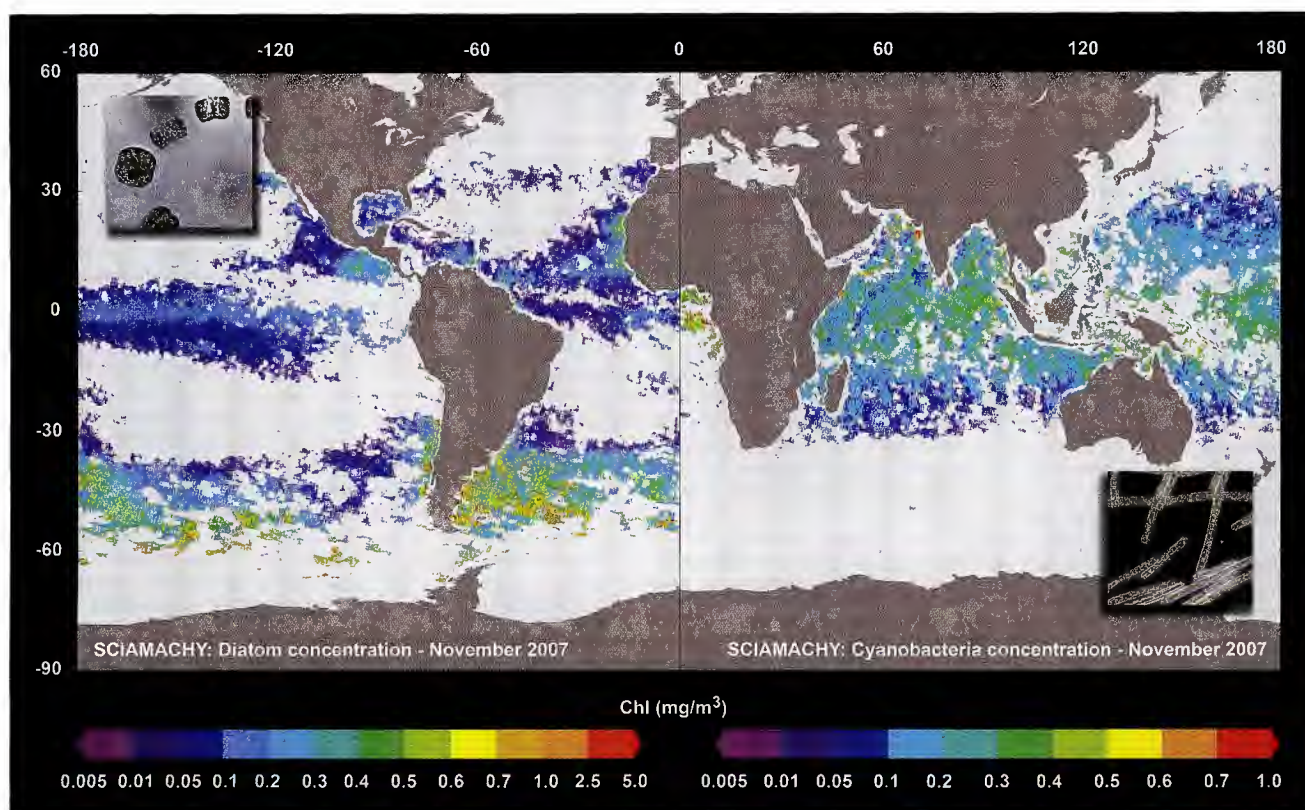 -180 -120 -60 0 60 120 180
60
30
0
-30
-60
-90
SCIAMACHY: Diatom concentration - November 2007
SCIAMACHY: Cyanobacteria concentration - November 2007
Chl (mg/m³)
0.005 0.01 0.05 0.1 0.2 0.3 0.4 0.5 0.6 0.7 1.0 2.5 5.0
0.005 0.01 0.05 0.1 0.2 0.3 0.4 0.5 0.6 0.7 1.0